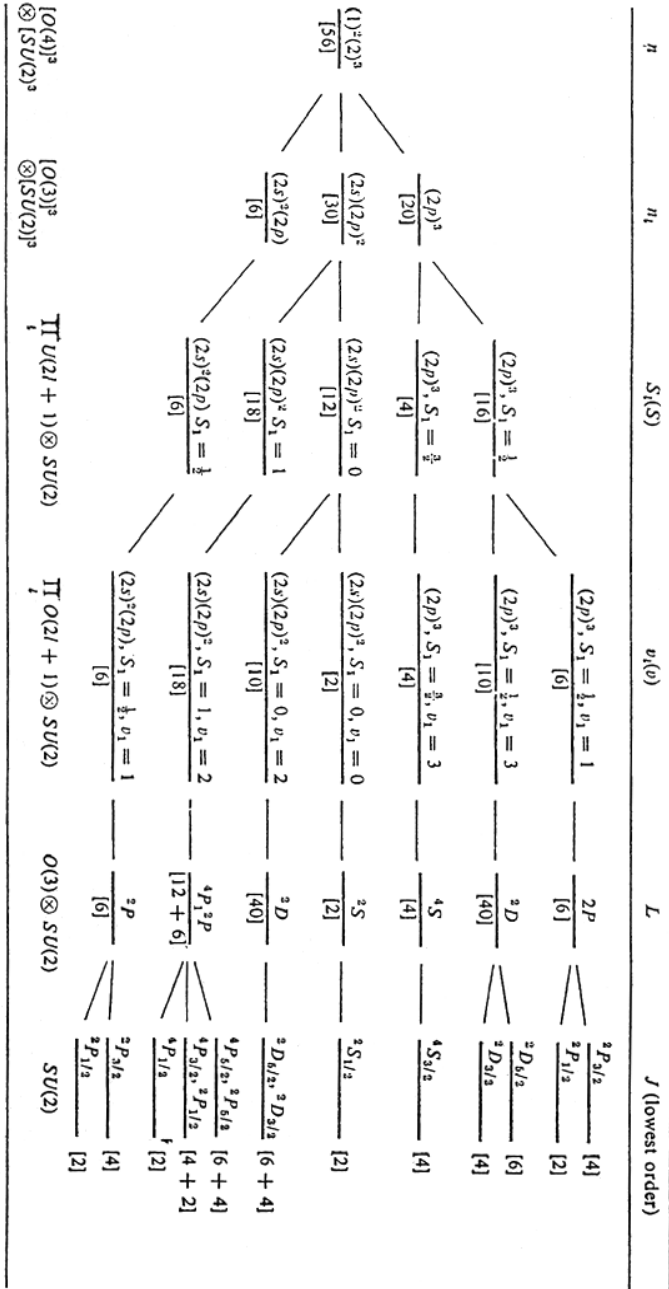 n
n_i
S_i(S)
v_i(v)
L
J (lowest order)
(1)²(2)³
[56]
(2p)³
[20]
(2s)(2p)²
[30]
(2s)²(2p)
[6]
(2p)³, S₁ = ½
[16]
(2p)³, S₁ = 3/2
[4]
(2s)(2p)² S₁ = 0
[12]
(2s)(2p)² S₁ = 1
[18]
(2s)²(2p) S₁ = ½
[6]
(2p)³, S₁ = ½, v₁ = 1
[6]
(2p)³, S₁ = ½, v₁ = 3
[10]
(2p)³, S₁ = 3/2, v₁ = 3
[4]
(2s)(2p)², S₁ = 0, v₁ = 0
[2]
(2s)(2p)², S₁ = 0, v₁ = 2
[10]
(2s)(2p)², S₁ = 1, v₁ = 2
[18]
(2s)²(2p), S₁ = ½, v₁ = 1
[6]
2P
[6]
²D
[40]
⁴S
[4]
²S
[2]
²D
[40]
⁴P₁²P
[12 + 6]
²P
[6]
²P₃/₂ [4]
²P₁/₂ [2]
²D₅/₂ [6]
²D₃/₂ [4]
⁴S₃/₂ [4]
²S₁/₂ [2]
²D₅/₂, ²D₃/₂ [6 + 4]
⁴P₅/₂, ²P₅/₂ [6 + 4]
⁴P₃/₂, ²P₁/₂ [4 + 2]
⁴P₁/₂ [2]
²P₃/₂ [4]
²P₁/₂ [2]
[O(4)]³
⊗ [SU(2)³
[O(3)]³
⊗[SU(2)]³
∏_i U(2l + 1) ⊗ SU(2)
∏_i O(2l + 1) ⊗ SU(2)
O(3) ⊗ SU(2)
SU(2)